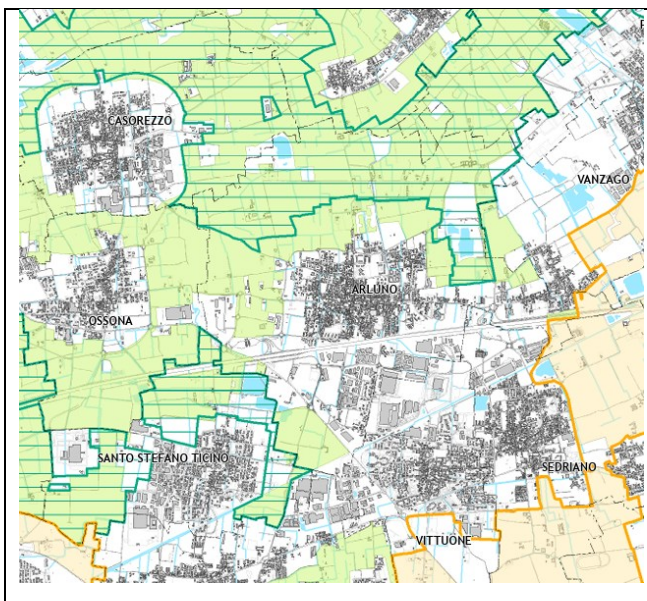 CASOREZZO
VANZAGO
ARLUNO
OSSONA
SANTO STEFANO TICINO
SEDRIANO
VITTUONE